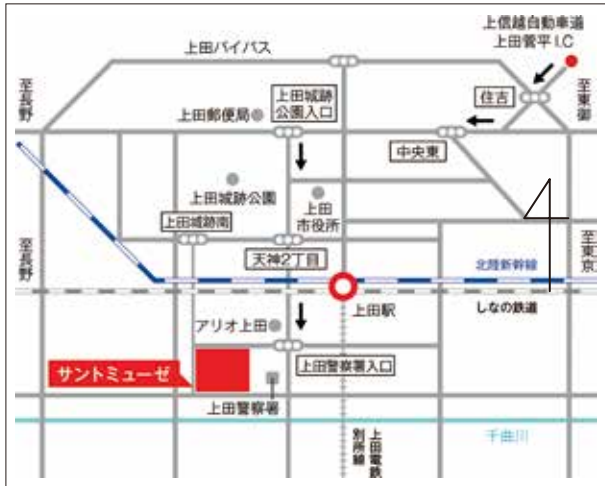 上信越自動車道
上田菅平 I.C
上田バイパス
至長野
住吉
至東御
上田城跡
公園入口
上田郵便局
中央東
上田城跡公園
上田
市役所
上田城跡南
天神2丁目
至長野
北陸新幹線
至東京
上田駅
しなの鉄道
アリオ上田
サントミューゼ
上田警察署入口
上田警察署
上田電鉄
別所線
千曲川